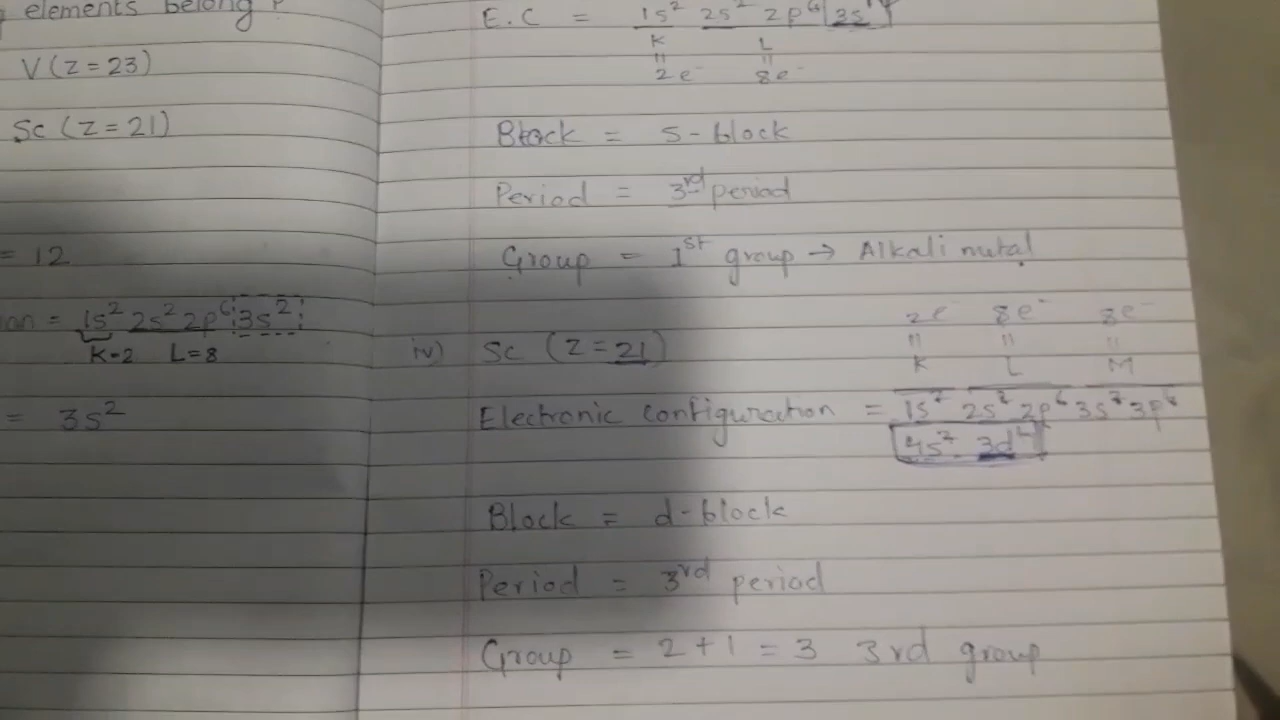 elements belong ?
V (Z = 23)
Sc (Z = 21)
= 12
= 1s² 2s² 2p⁶ 3s²
K-2 L=8
= 3s²
E.C = 1s² 2s² 2p⁶ 3s¹
K L
= =
2e⁻ 8e⁻
Block = s-block
Period = 3rd period
Group = 1st group → Alkali metal
2e⁻ 8e⁻ 8e⁻
= = =
K L M
iv) Sc (Z = 21)
Electronic configuration = 1s² 2s² 2p⁶ 3s² 3p⁶
4s² 3d
Block = d-block
Period = 3rd period
Group = 2 + 1 = 3 3rd group